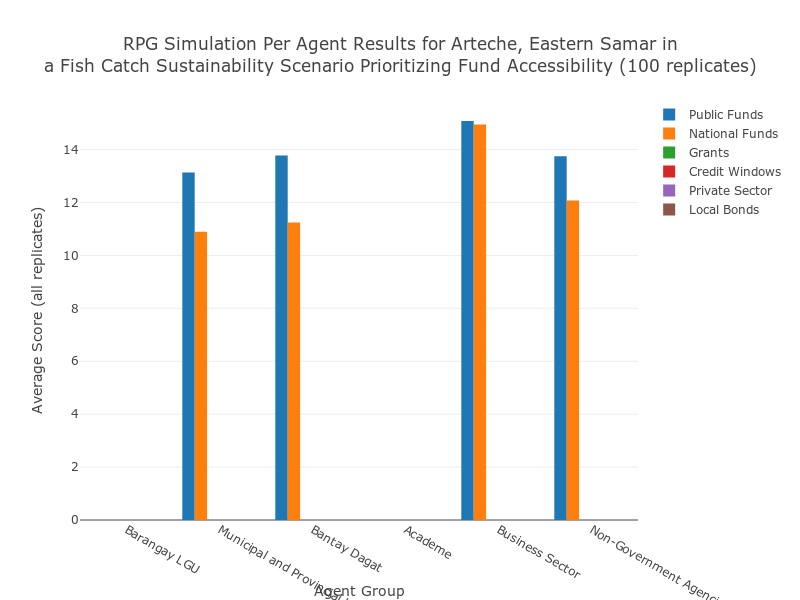 RPG Simulation Per Agent Results for Arteche, Eastern Samar in
a Fish Catch Sustainability Scenario Prioritizing Fund Accessibility (100 replicates)
Public Funds
National Funds
Grants
Credit Windows
Private Sector
Local Bonds
Average Score (all replicates)
14
12
10
8
6
4
2
0
Barangay LGU
Municipal and
Bantay Dagat
Academe
Business Sector
Non-Government
Agent Group